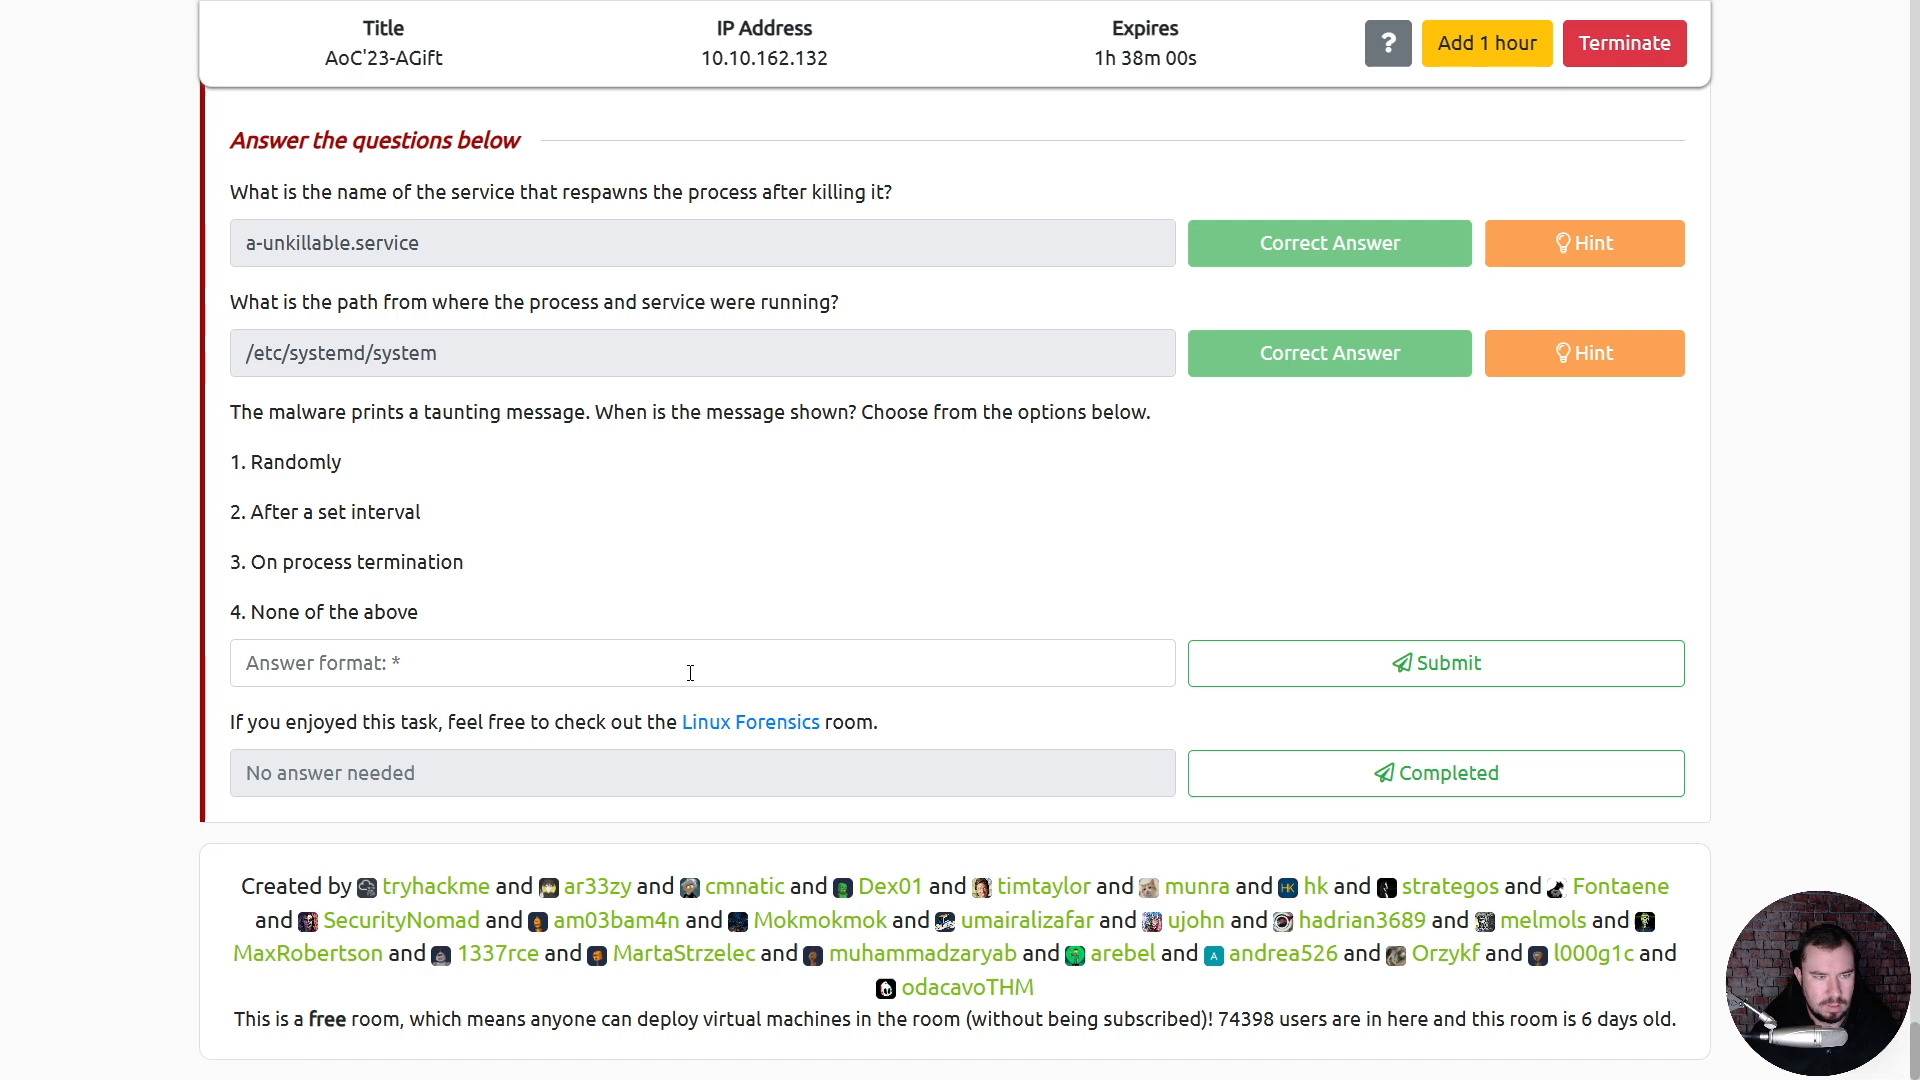 Title
AoC'23-AGift
IP Address
10.10.162.132
Expires
1h 38m 00s
?
Add 1 hour
Terminate
Answer the questions below
What is the name of the service that respawns the process after killing it?
a-unkillable.service
Correct Answer
Hint
What is the path from where the process and service were running?
/etc/systemd/system
Correct Answer
Hint
The malware prints a taunting message. When is the message shown? Choose from the options below.
1. Randomly
2. After a set interval
3. On process termination
4. None of the above
Answer format: *
Submit
If you enjoyed this task, feel free to check out the Linux Forensics room.
No answer needed
Completed
Created by tryhackme and ar33zy and cmnatic and Dex01 and timtaylor and munra and HK hk and strategos and Fontaene
and SecurityNomad and am03bam4n and Mokmokmok and umairalizafar and ujohn and hadrian3689 and melmols and
MaxRobertson and 1337rce and MartaStrzelec and muhammadzaryab and arebel and A andrea526 and Orzykf and l000g1c and
odacavoTHM
This is a free room, which means anyone can deploy virtual machines in the room (without being subscribed)! 74398 users are in here and this room is 6 days old.